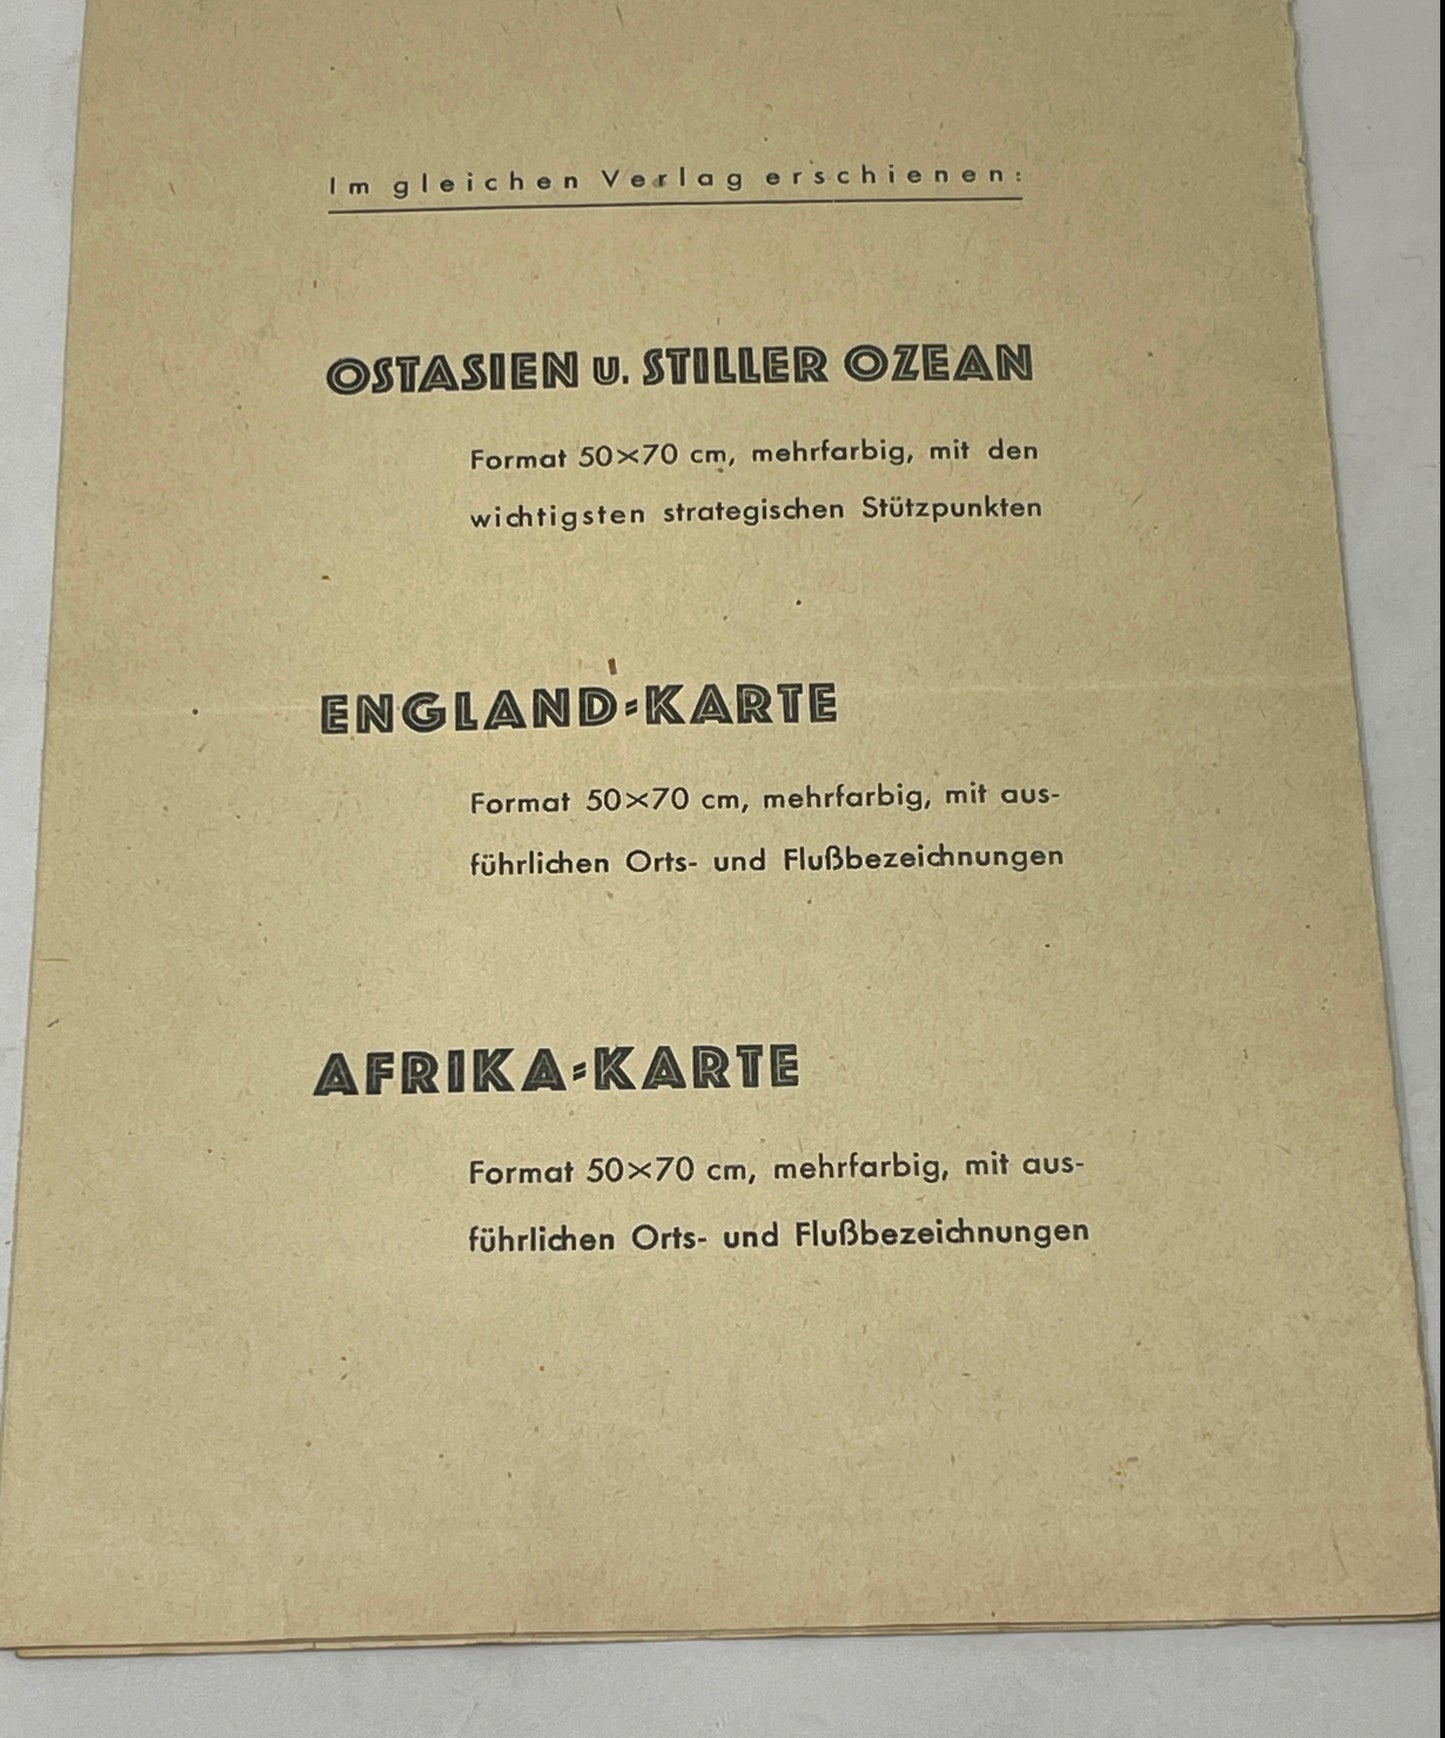 Im gleichen Verlag erschienen:
OSTASIEN u. STILLER OZEAN
Format 50×70 cm, mehrfarbig, mit den
wichtigsten strategischen Stützpunkten
ENGLAND-KARTE
Format 50×70 cm, mehrfarbig, mit aus-
führlichen Orts- und Flußbezeichnungen
AFRIKA-KARTE
Format 50×70 cm, mehrfarbig, mit aus-
führlichen Orts- und Flußbezeichnungen